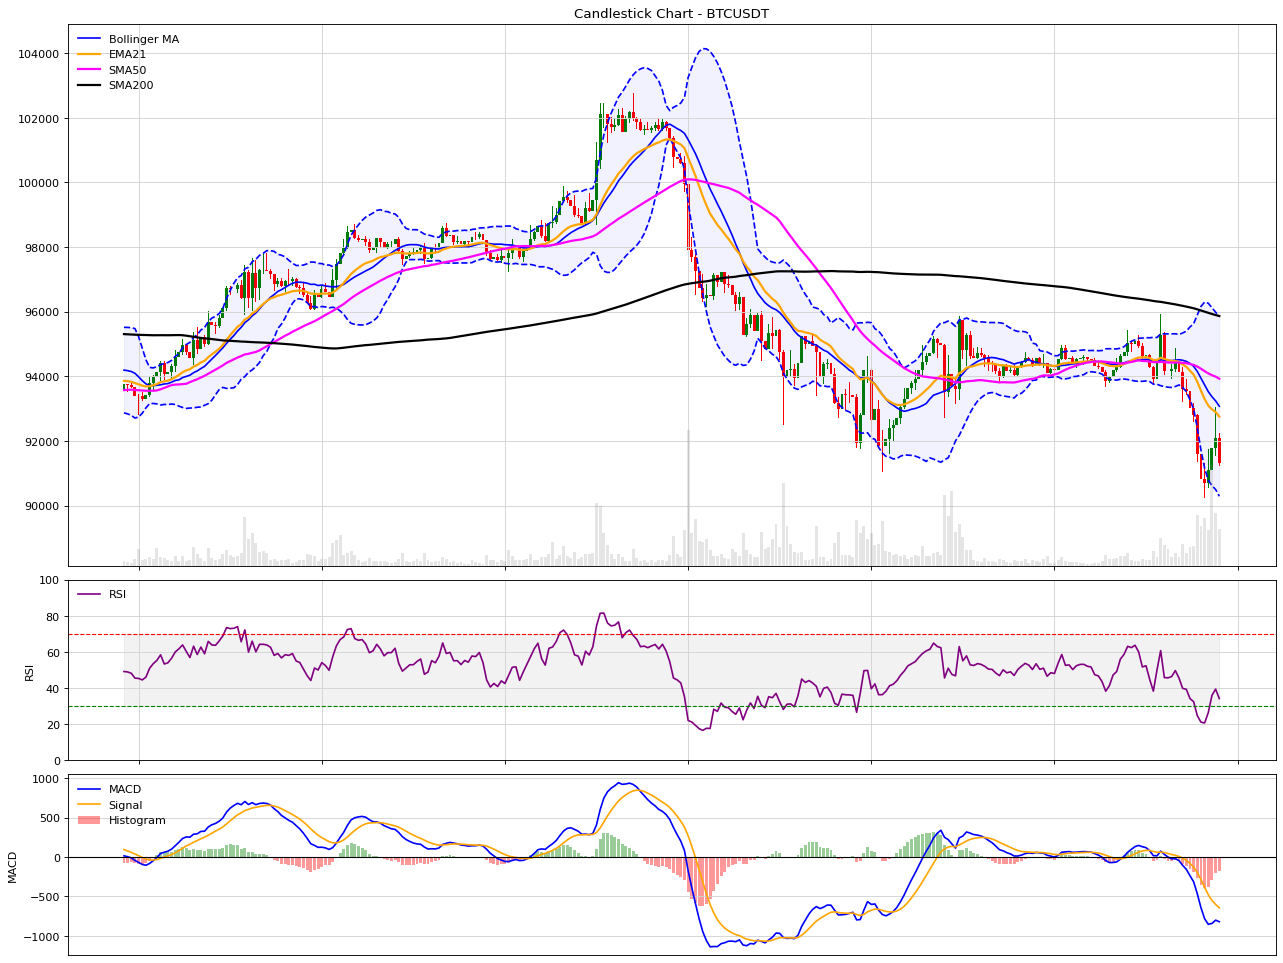 Candlestick Chart - BTCUSDT
Bollinger MA
EMA21
SMA50
SMA200
104000
102000
100000
98000
96000
94000
92000
90000
RSI
RSI
100
80
60
40
20
0
MACD
Signal
Histogram
MACD
1000
500
0
−500
−1000